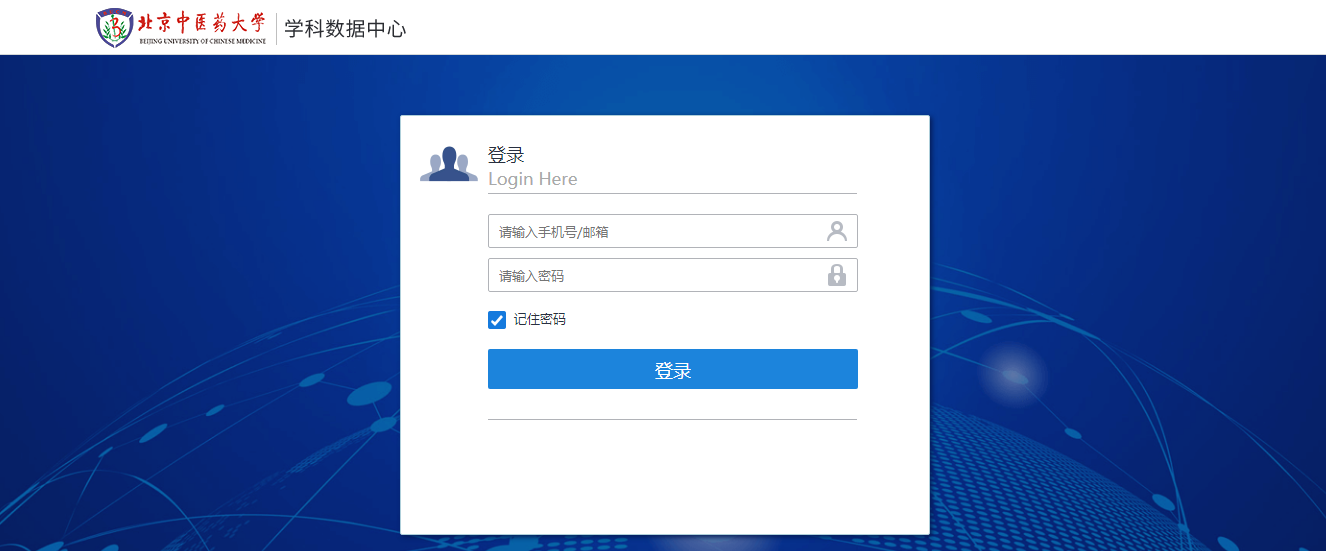 北京中医药大学
BEIJING UNIVERSITY OF CHINESE MEDICINE
学科数据中心
登录
Login Here
请输入手机号/邮箱
请输入密码
记住密码
登录